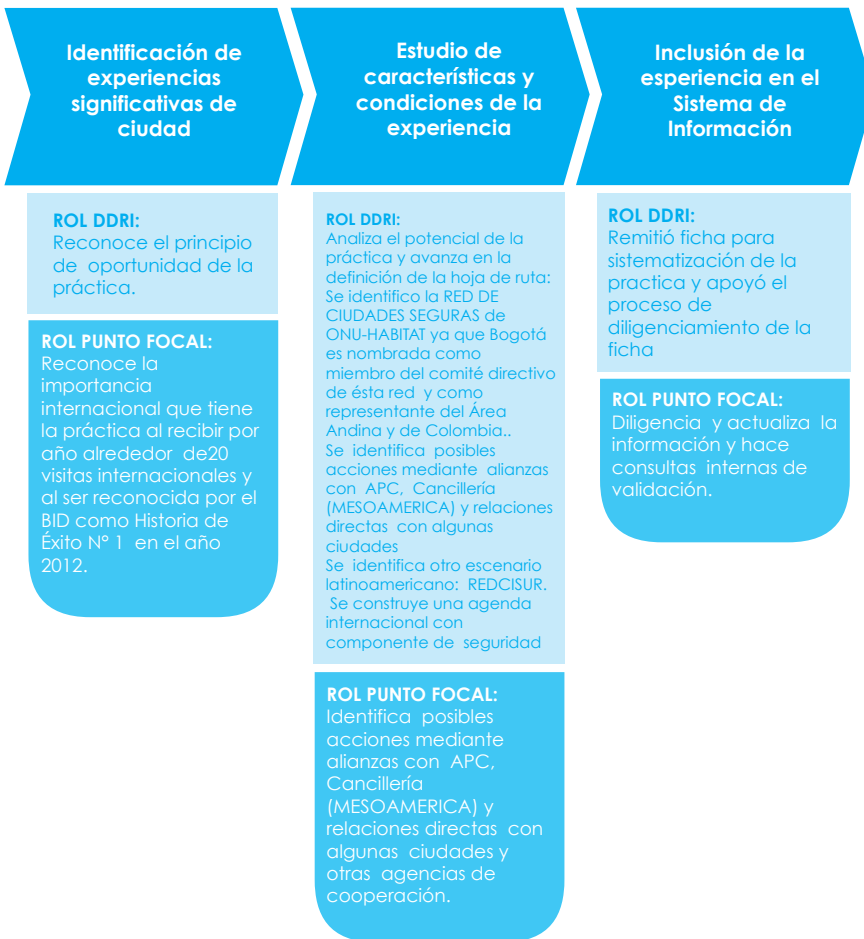 Identificación de
experiencias
significativas de
ciudad
ROL DDRI:
Reconoce el principio
de oportunidad de la
práctica.
ROL PUNTO FOCAL:
Reconoce la
importancia
internacional que tiene
la práctica al recibir por
año alrededor de20
visitas internacionales y
al ser reconocida por el
BID como Historia de
Éxito N° 1 en el año
2012.
Estudio de
características y
condiciones de la
experiencia
ROL DDRI:
Analiza el potencial de la
práctica y avanza en la
definición de la hoja de ruta:
Se identifico la RED DE
CIUDADES SEGURAS de
ONU-HABITAT ya que Bogotá
es nombrada como
miembro del comité directivo
de ésta red y como
representante del Área
Andina y de Colombia..
Se identifica posibles
acciones mediante alianzas
con APC, Cancillería
(MESOAMERICA) y relaciones
directas con algunas
ciudades
Se identifica otro escenario
latinoamericano: REDCISUR.
Se construye una agenda
internacional con
componente de seguridad
ROL PUNTO FOCAL:
Identifica posibles
acciones mediante
alianzas con APC,
Cancillería
(MESOAMERICA) y
relaciones directas con
algunas ciudades y
otras agencias de
cooperación.
Inclusión de la
esperiencia en el
Sistema de
Información
ROL DDRI:
Remitió ficha para
sistematización de la
practica y apoyó el
proceso de
diligenciamiento de la
ficha
ROL PUNTO FOCAL:
Diligencia y actualiza la
información y hace
consultas internas de
validación.